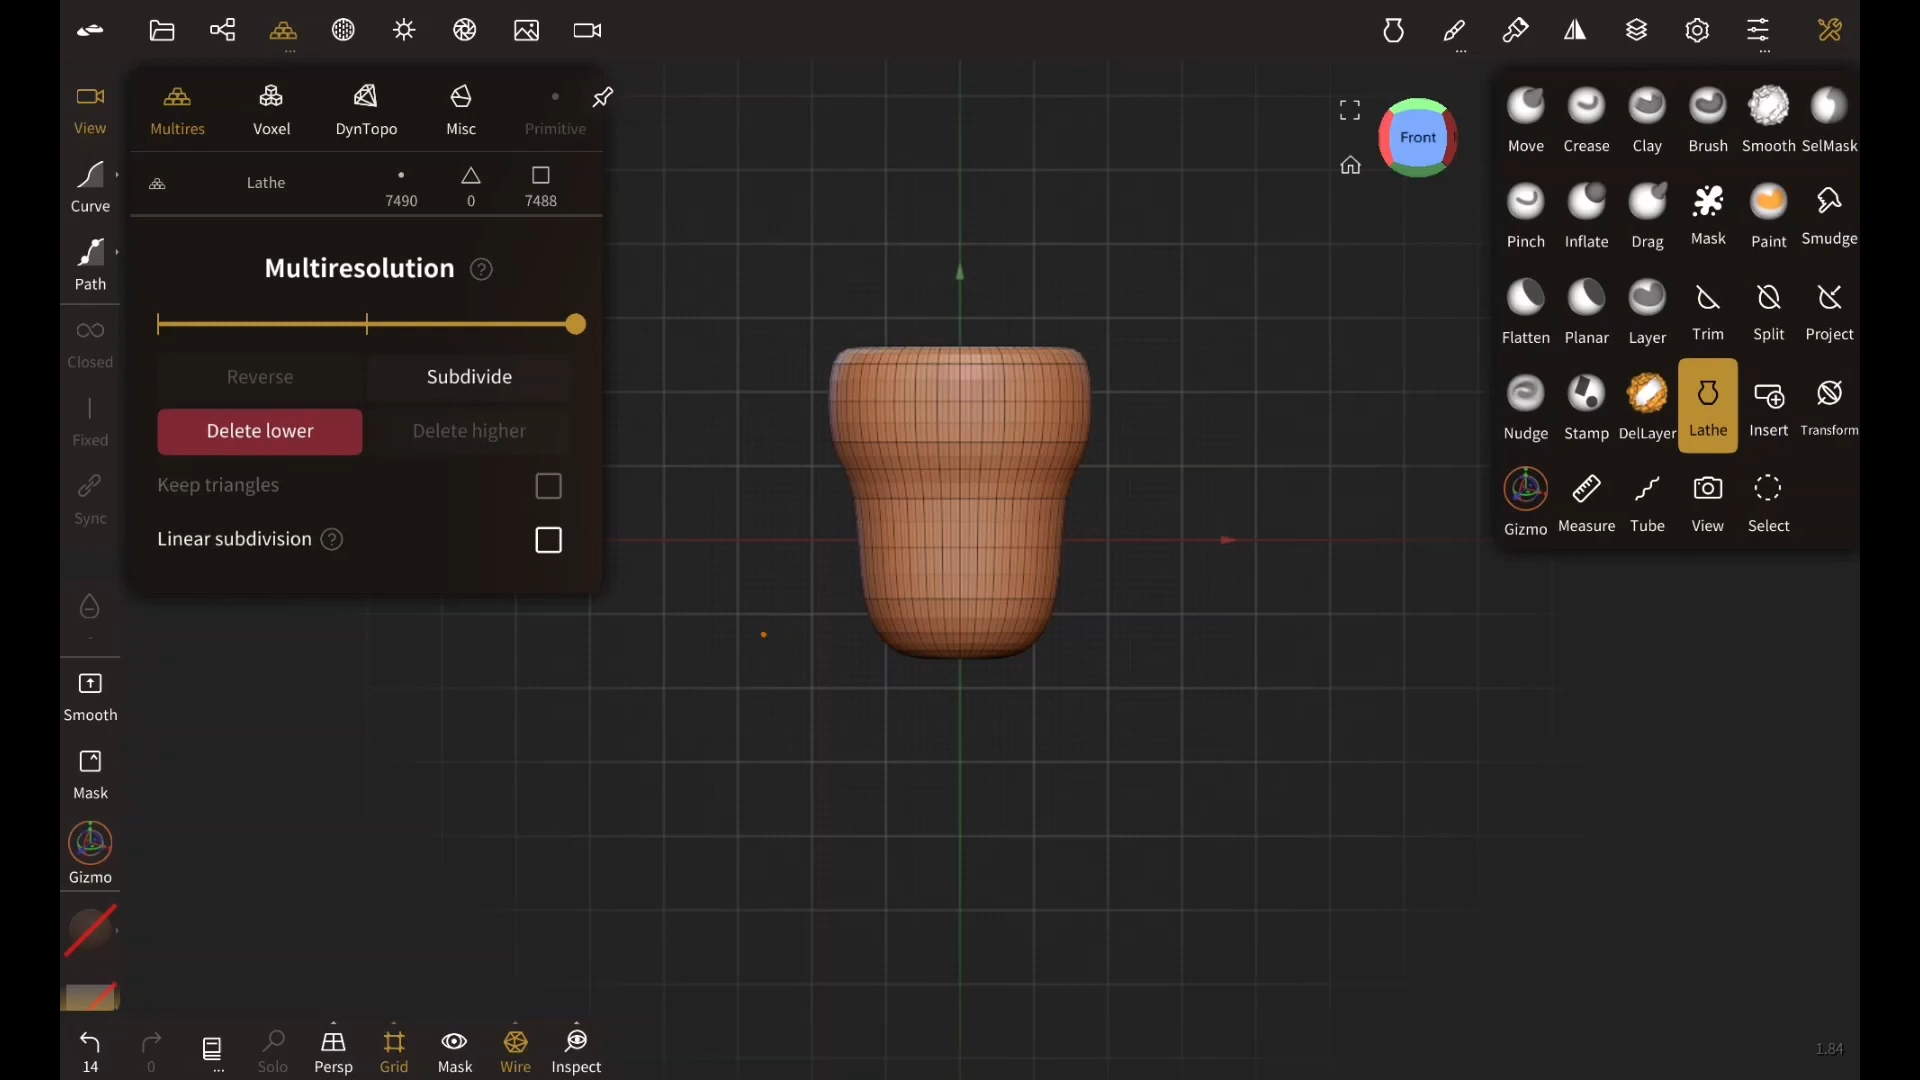 View
Curve
Path
Closed
Fixed
Sync
Smooth
Mask
Gizmo
Multires Voxel DynTopo Misc Primitive
Lathe 7490 0 7488
Multiresolution ?
Reverse Subdivide
Delete lower Delete higher
Keep triangles
Linear subdivision ?
Front
Move Crease Clay Brush Smooth SelMask
Pinch Inflate Drag Mask Paint Smudge
Flatten Planar Layer Trim Split Project
Nudge Stamp DelLayer Lathe Insert Transform
Gizmo Measure Tube View Select
14 0 ... Solo Persp Grid Mask Wire Inspect
1.84